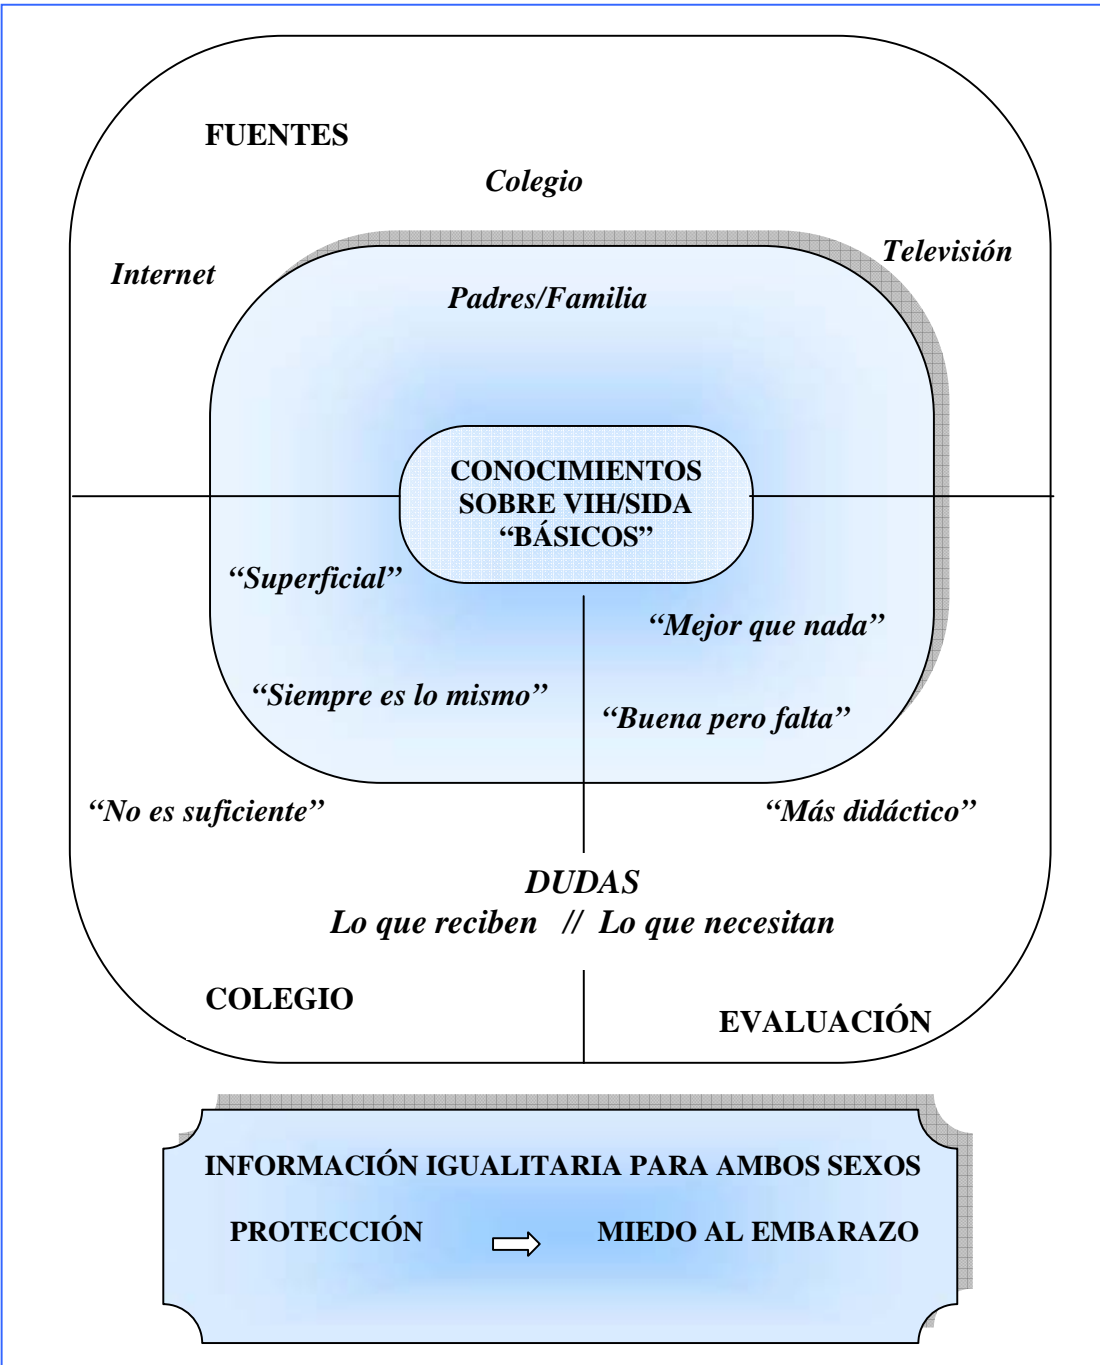 FUENTES
Colegio
Internet
Televisión
Padres/Familia
CONOCIMIENTOS
SOBRE VIH/SIDA
“BÁSICOS”
“Superficial”
“Mejor que nada”
“Siempre es lo mismo”
“Buena pero falta”
“No es suficiente”
“Más didáctico”
DUDAS
Lo que reciben // Lo que necesitan
COLEGIO
EVALUACIÓN
INFORMACIÓN IGUALITARIA PARA AMBOS SEXOS
PROTECCIÓN MIEDO AL EMBARAZO